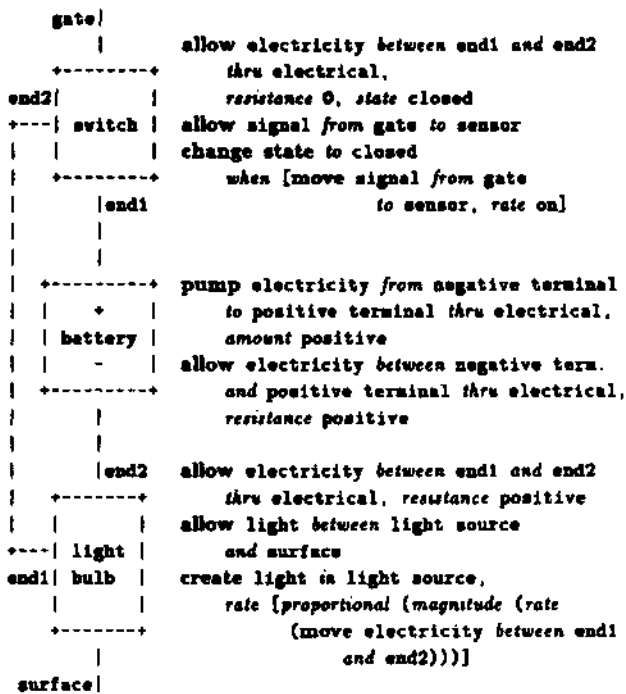 gate|
| allow electricity between end1 and end2
+--------+ thru electrical,
end2| | resistance 0, state closed
+---| switch | allow signal from gate to sensor
| | | change state to closed
| +--------+ when [move signal from gate
| |end1 to sensor, rate on]
| |
| |
| +---------+ pump electricity from negative terminal
| | + | to positive terminal thru electrical,
| | battery | amount positive
| | - | allow electricity between negative term.
| +---------+ and positive terminal thru electrical,
| | resistance positive
| |
| |end2 allow electricity between end1 and end2
| +-------+ thru electrical, resistance positive
| | | allow light between light source
+---| light | and surface
end1| bulb | create light in light source,
| | rate [proportional (magnitude (rate
+-------+ (move electricity between end1
| and end2)))]
surface|